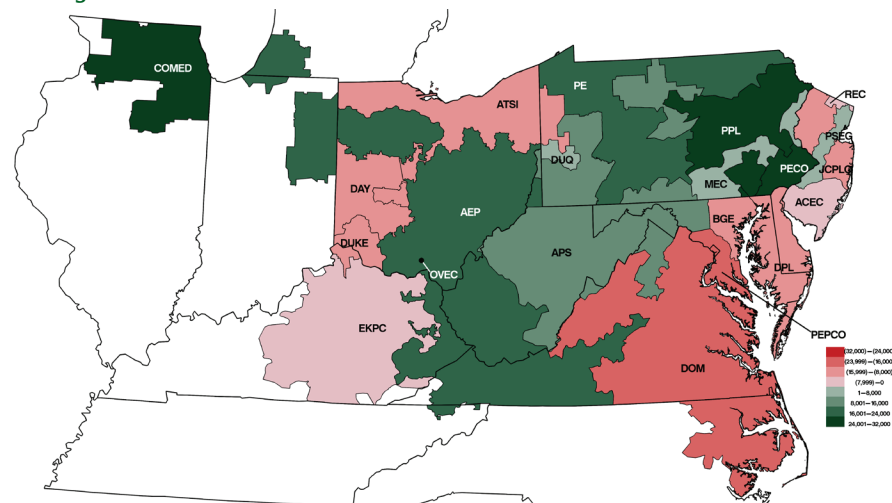 COMED
PE
ATSI
REC
PPL
PSEG
DUQ
PECO
JCPLC
MEC
DAY
ACEC
AEP
BGE
DUKE
APS
DPL
OVEC
EKPC
PEPCO
DOM
(32,000)–(24,000
(23,999)–(16,000
(15,999)–(8,000)
(7,999)–0
1–8,000
8,001–16,000
16,001–24,000
24,001–32,000